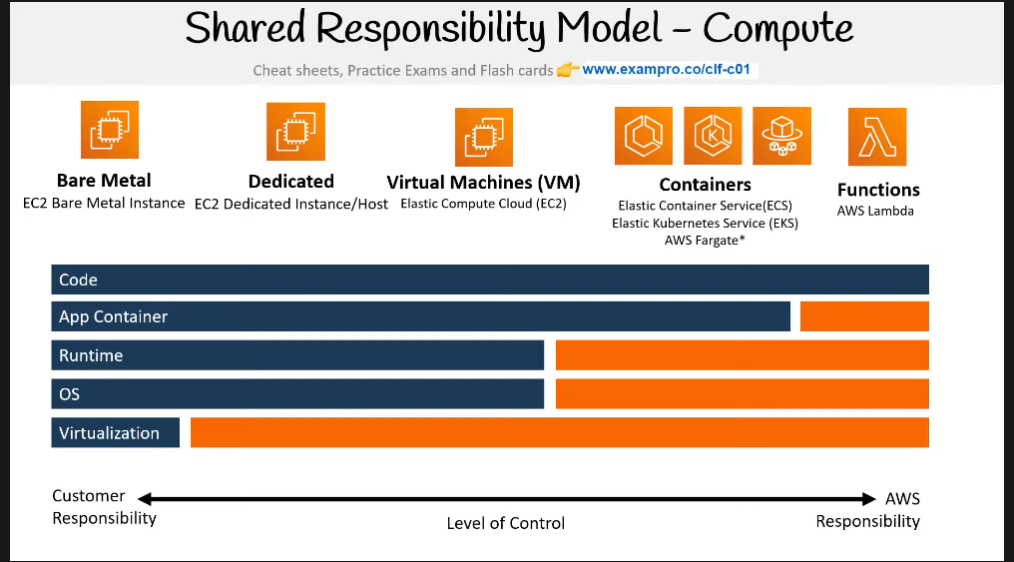 Shared Responsibility Model – Compute
Cheat sheets, Practice Exams and Flash cards 👉 www.exampro.co/clf-c01
Bare Metal
EC2 Bare Metal Instance
Dedicated
EC2 Dedicated Instance/Host
Virtual Machines (VM)
Elastic Compute Cloud (EC2)
K
Containers
Elastic Container Service(ECS)
Elastic Kubernetes Service (EKS)
AWS Fargate*
Functions
AWS Lambda
Code
App Container
Runtime
OS
Virtualization
Customer
Responsibility
Level of Control
AWS
Responsibility